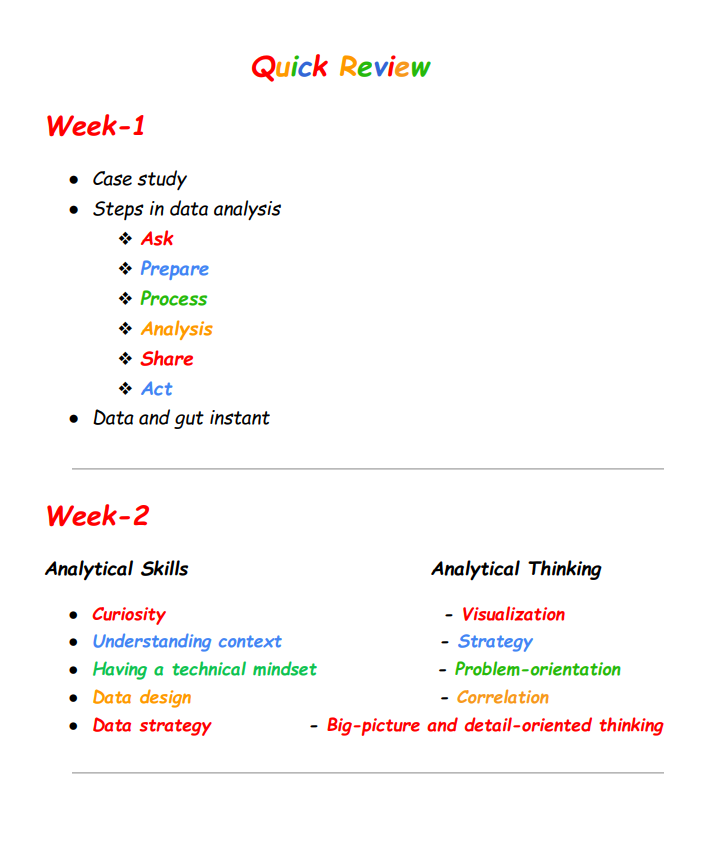 Quick Review
Week-1
● Case study
● Steps in data analysis
❖ Ask
❖ Prepare
❖ Process
❖ Analysis
❖ Share
❖ Act
● Data and gut instant
Week-2
Analytical Skills Analytical Thinking
● Curiosity - Visualization
● Understanding context - Strategy
● Having a technical mindset - Problem-orientation
● Data design - Correlation
● Data strategy - Big-picture and detail-oriented thinking